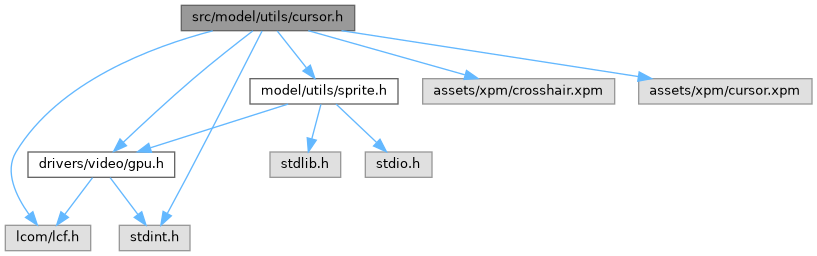 src/model/utils/cursor.h
model/utils/sprite.h
assets/xpm/crosshair.xpm
assets/xpm/cursor.xpm
drivers/video/gpu.h
stdlib.h
stdio.h
lcom/lcf.h
stdint.h